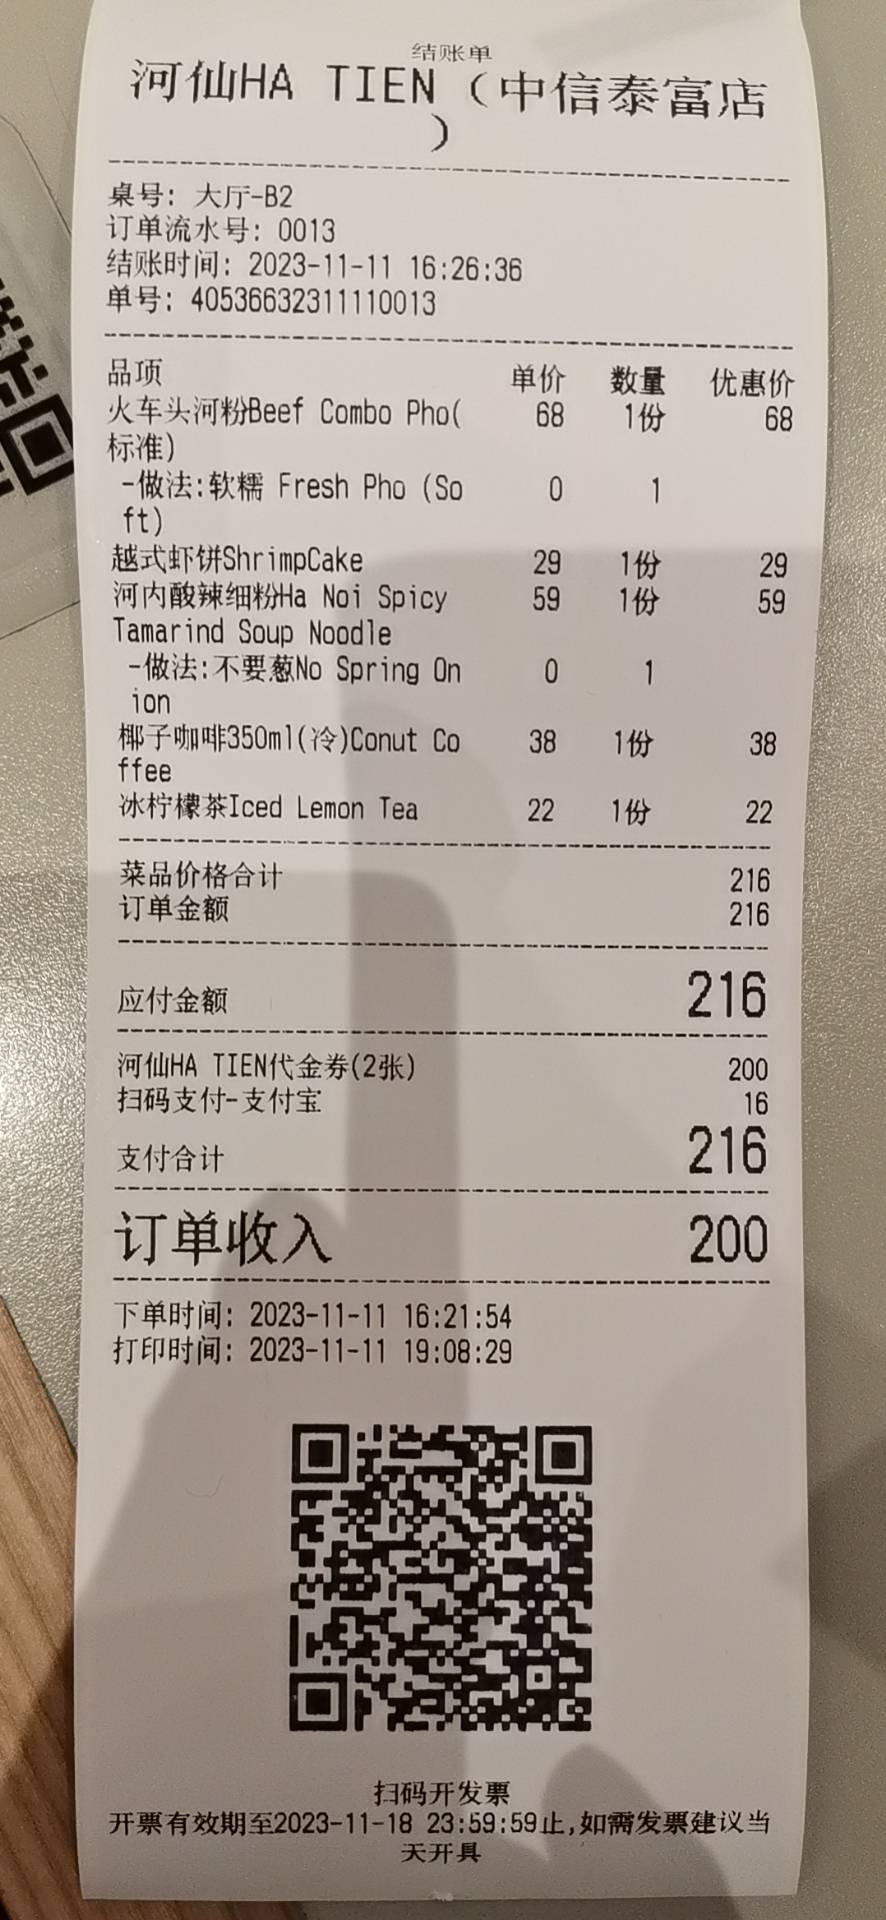 结账单
河仙HA TIEN（中信泰富店
）
桌号: 大厅-B2
订单流水号: 0013
结账时间: 2023-11-11 16:26:36
单号: 40536632311110013
品项 单价 数量 优惠价
火车头河粉Beef Combo Pho( 68 1份 68
标准)
-做法:软糯 Fresh Pho (So 0 1
ft)
越式虾饼ShrimpCake 29 1份 29
河内酸辣细粉Ha Noi Spicy 59 1份 59
Tamarind Soup Noodle
-做法:不要葱No Spring On 0 1
ion
椰子咖啡350ml(冷)Conut Co 38 1份 38
ffee
冰柠檬茶Iced Lemon Tea 22 1份 22
菜品价格合计 216
订单金额 216
应付金额 216
河仙HA TIEN代金券(2张) 200
扫码支付-支付宝 16
支付合计 216
订单收入 200
下单时间: 2023-11-11 16:21:54
打印时间: 2023-11-11 19:08:29
扫码开发票
开票有效期至2023-11-18 23:59:59止,如需发票建议当
天开具